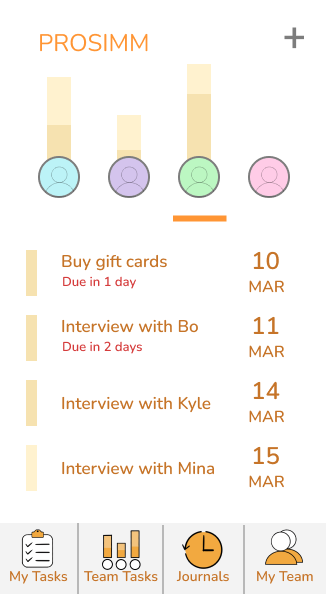 PROSIMM
Buy gift cards
Due in 1 day
10
MAR
Interview with Bo
Due in 2 days
11
MAR
Interview with Kyle
14
MAR
Interview with Mina
15
MAR
My Tasks
Team Tasks
Journals
My Team